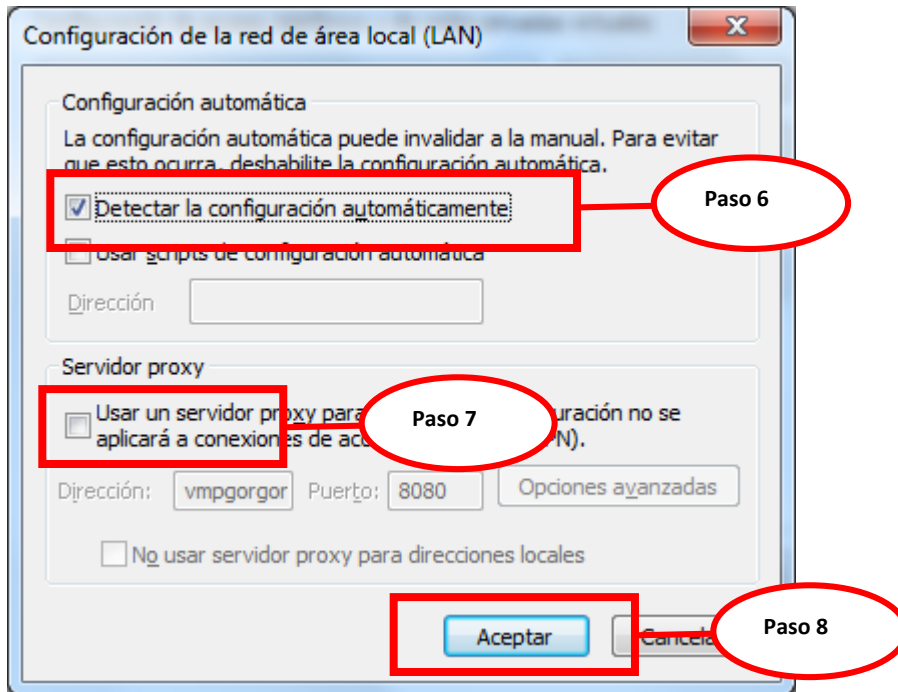 Configuración de la red de área local (LAN)
Configuración automática
La configuración automática puede invalidar a la manual. Para evitar
que esto ocurra, deshabilite la configuración automática.
Detectar la configuración automáticamente
Paso 6
Usar scripts de configuración automática
Dirección
Servidor proxy
Usar un servidor proxy para
Paso 7
no se
aplicará a conexiones de
Dirección: vmpgorgor Puerto: 8080 Opciones avanzadas
No usar servidor proxy para direcciones locales
Aceptar
Paso 8